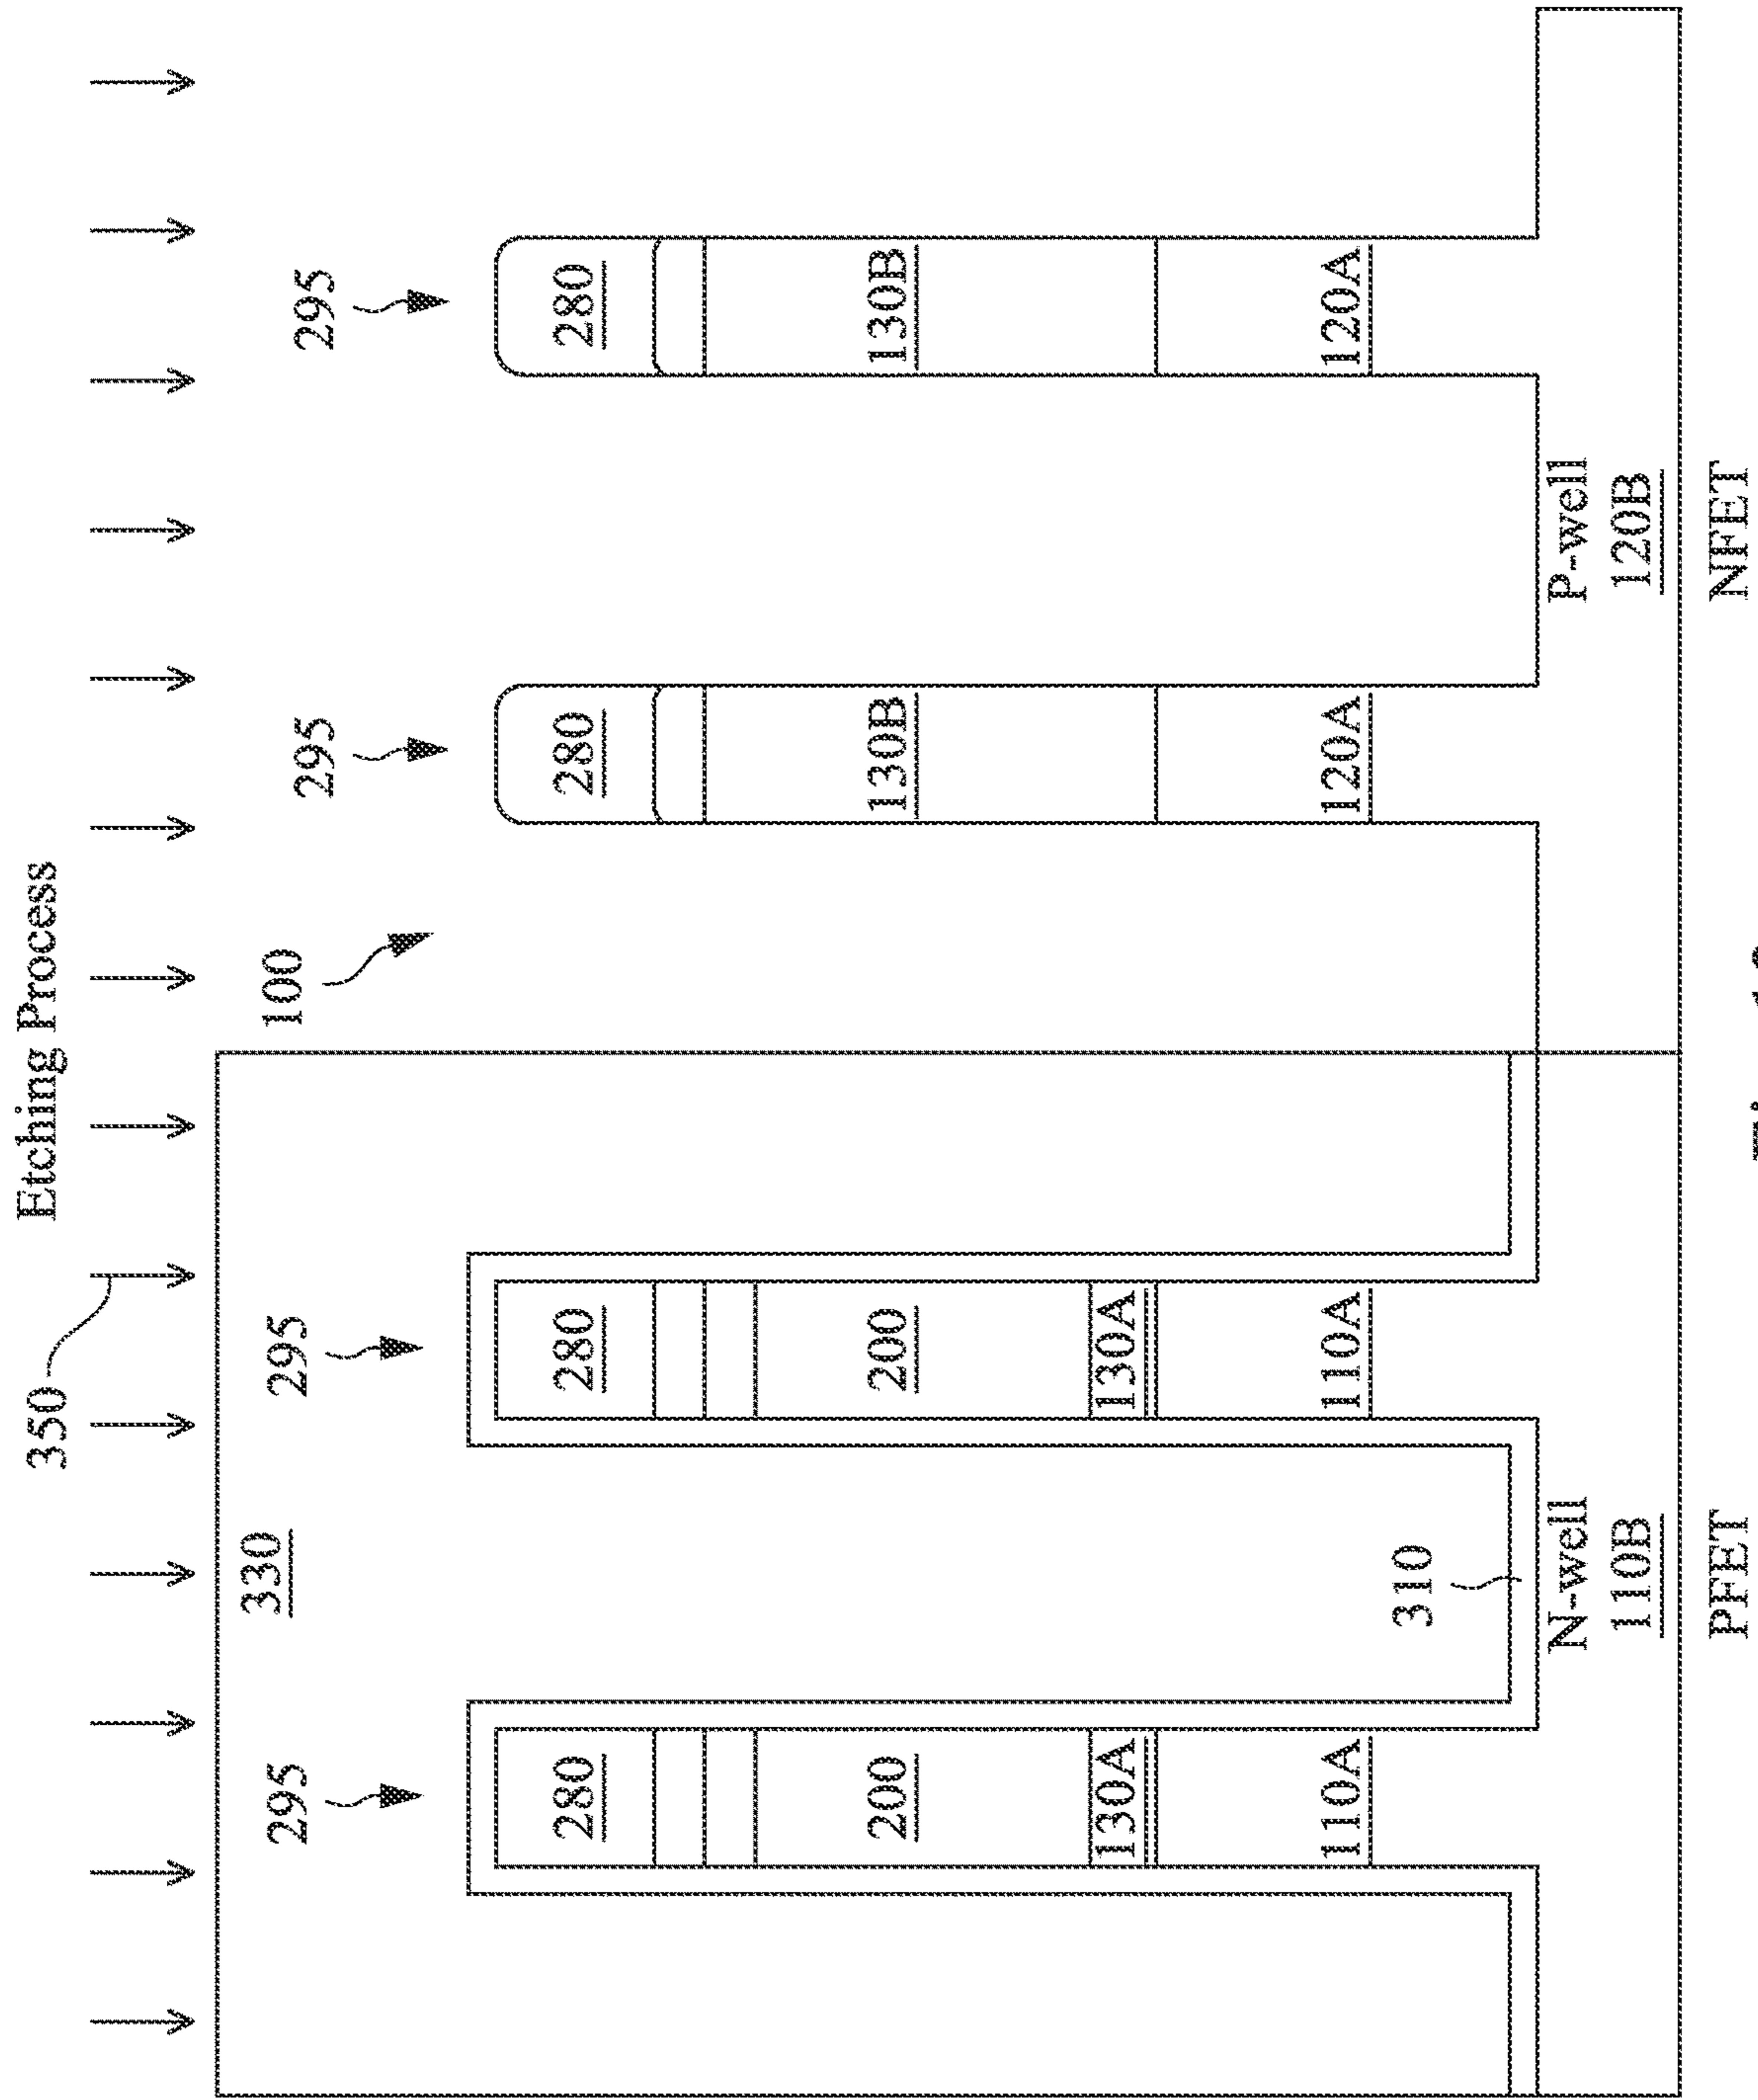 Etching Process
350
330
100
295
295
295
295
280
280
280
280
200
200
130B
130B
130A
130A
110A
110A
120A
120A
310
N-well
110B
P-well
120B
PFET
NFET